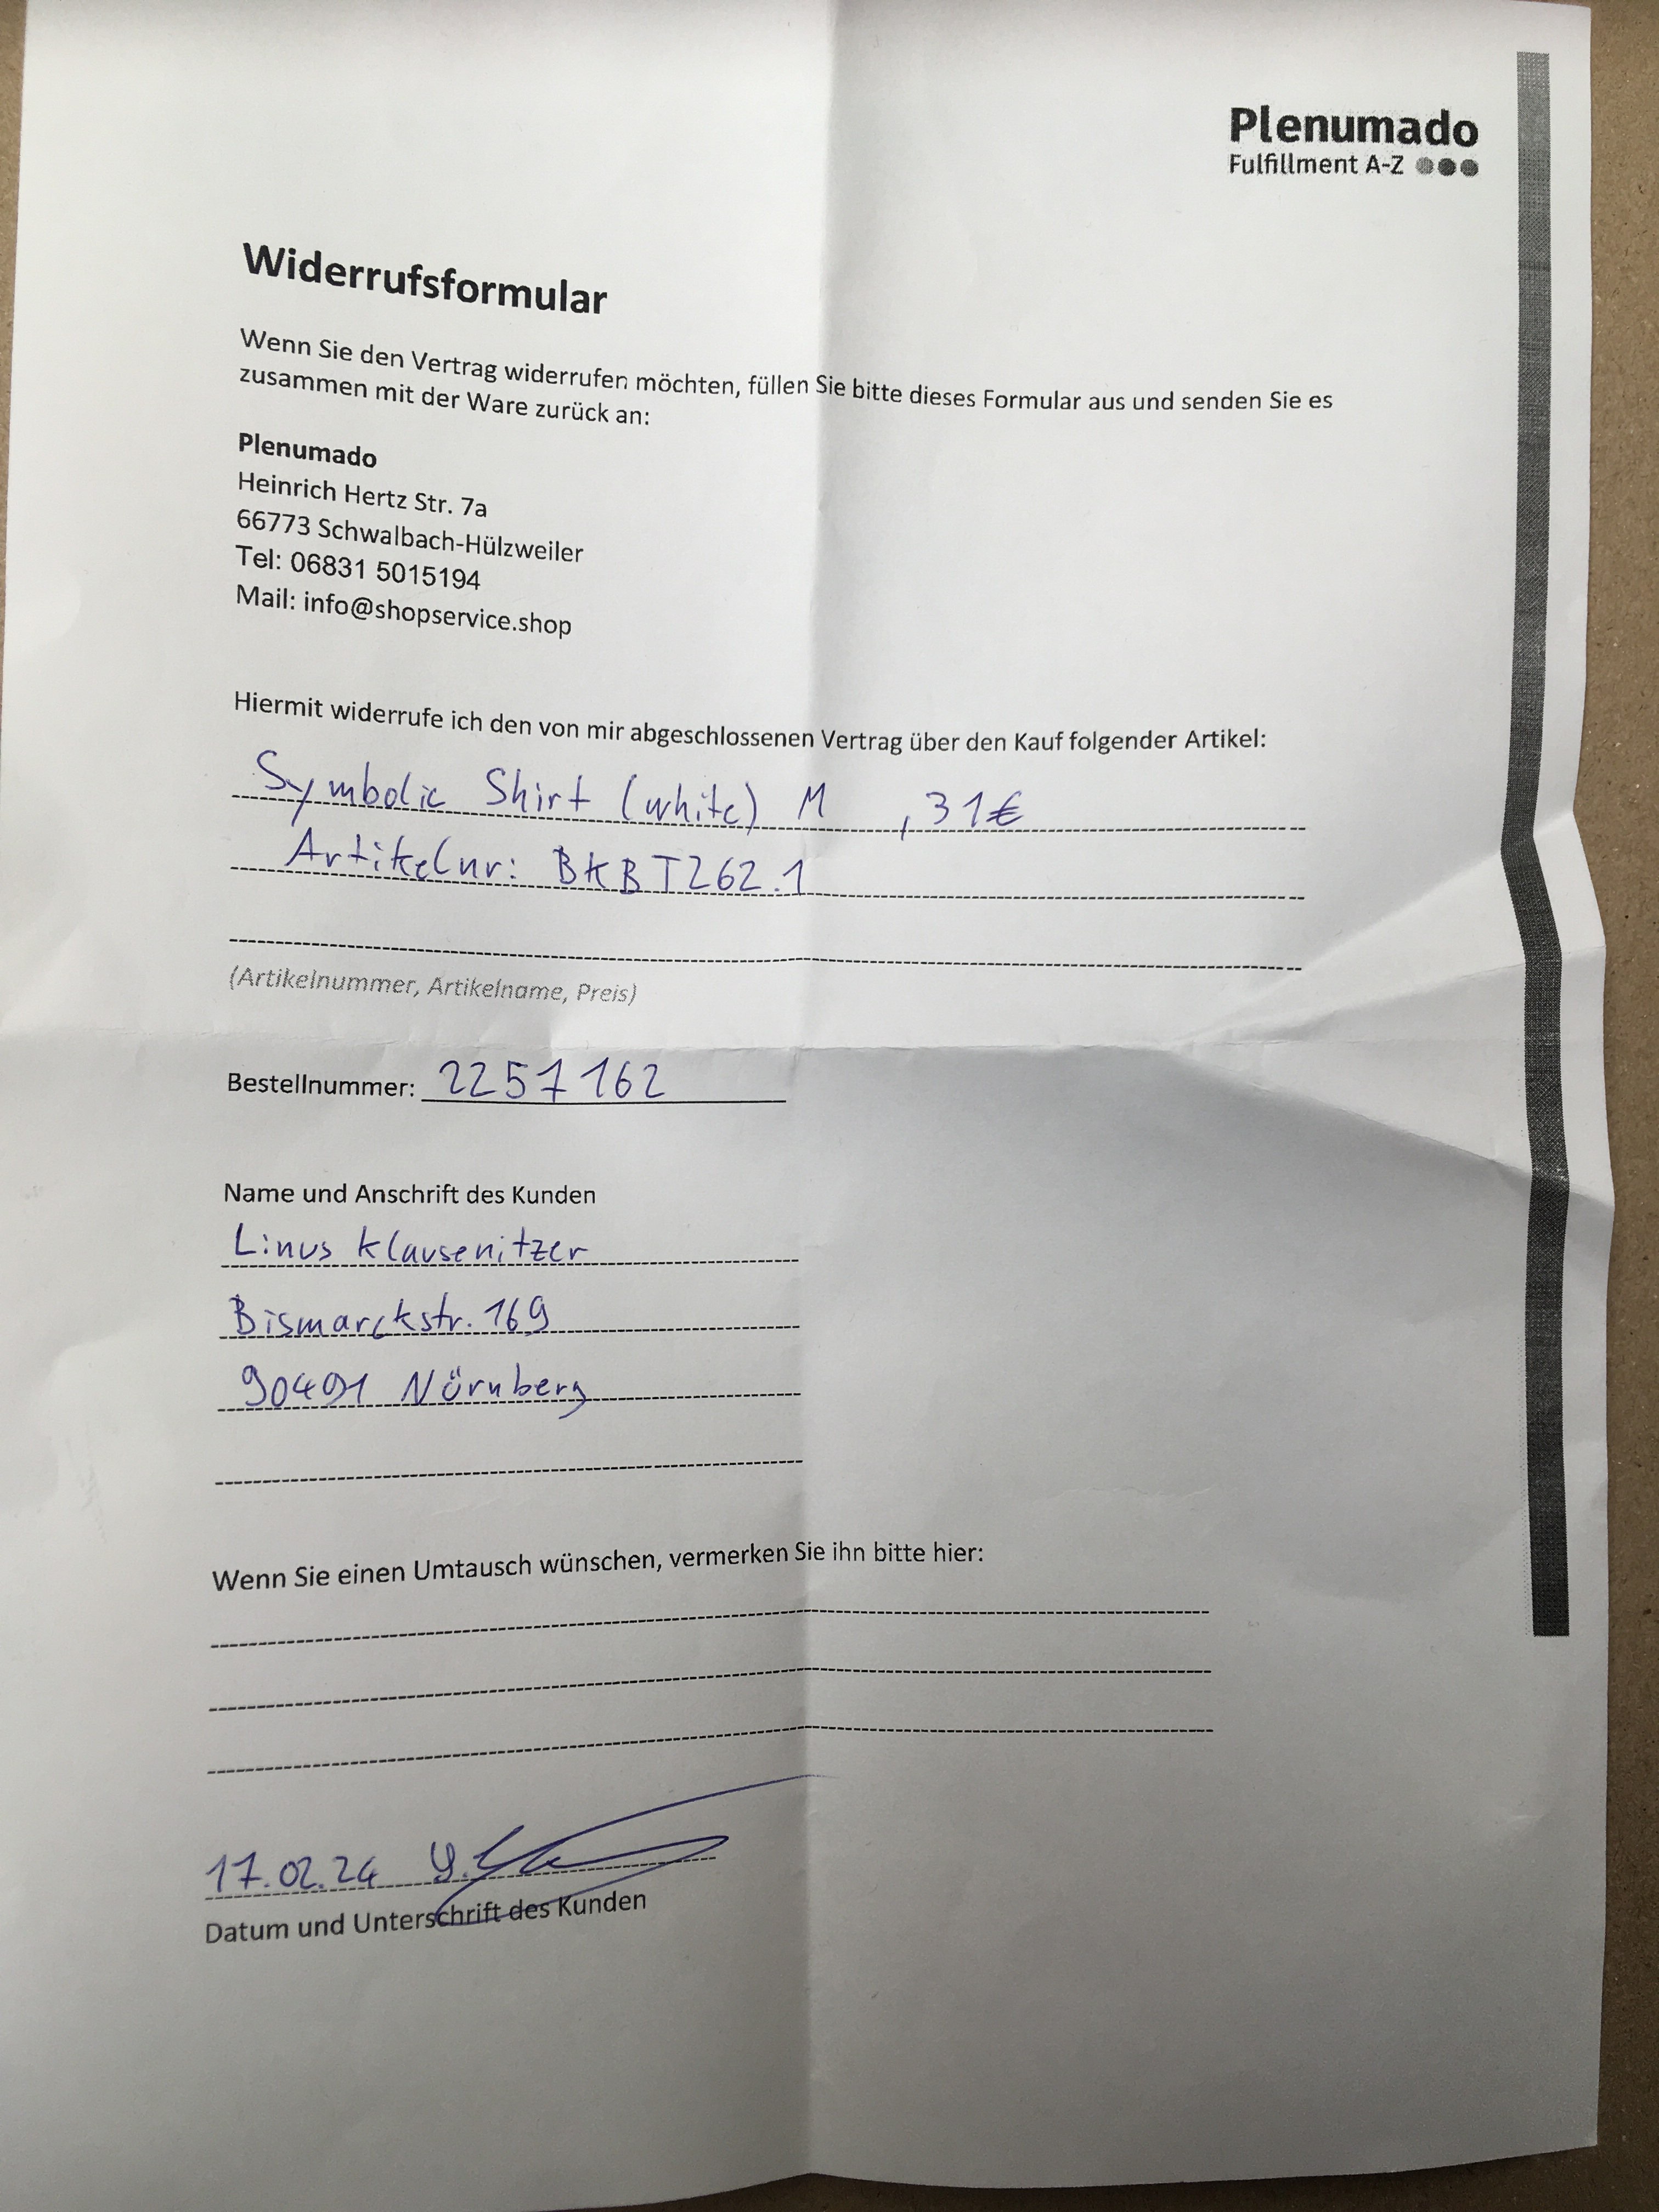 Plenumado
Fulfillment A-Z
Widerrufsformular
Wenn Sie den Vertrag widerrufen möchten, füllen Sie bitte dieses Formular aus und senden Sie es
zusammen mit der Ware zurück an:
Plenumado
Heinrich Hertz Str. 7a
66773 Schwalbach-Hülzweiler
Tel: 06831 5015194
Mail: info@shopservice.shop
Hiermit widerrufe ich den von mir abgeschlossenen Vertrag über den Kauf folgender Artikel:
Symbolic Shirt (white) M , 31€
Artikelnr: BKBT262.1
(Artikelnummer, Artikelname, Preis)
Bestellnummer: 2257162
Name und Anschrift des Kunden
Linus Klausenitzer
Bismarckstr. 169
90491 Nürnberg
Wenn Sie einen Umtausch wünschen, vermerken Sie ihn bitte hier:
17.02.24
Datum und Unterschrift des Kunden